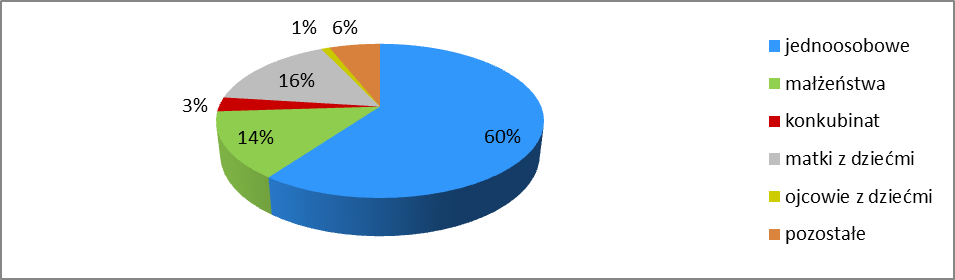 1%
6%
16%
3%
14%
60%
jednoosobowe
małżeństwa
konkubinat
matki z dziećmi
ojcowie z dziećmi
pozostałe